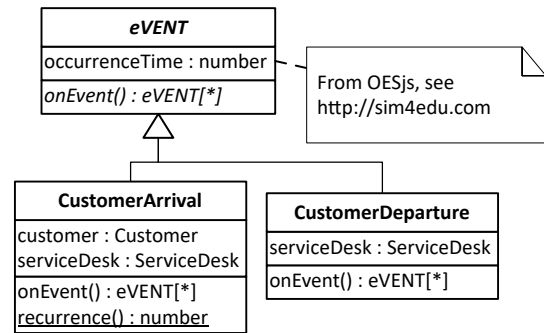 eVENT
occurrenceTime : number
onEvent() : eVENT[*]
From OESjs, see
http://sim4edu.com
CustomerArrival
customer : Customer
serviceDesk : ServiceDesk
onEvent() : eVENT[*]
recurrence() : number
CustomerDeparture
serviceDesk : ServiceDesk
onEvent() : eVENT[*]